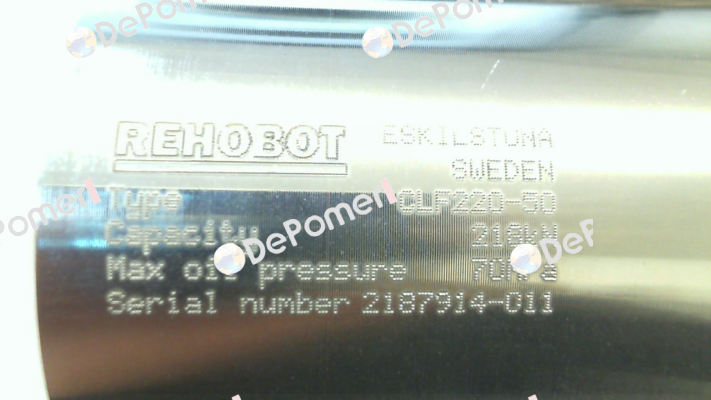 DePomen DePomen
REHOBOT ESKILSTUNA
SWEDEN
Type CLF220-50
Capacity 218kN
Max oil pressure 70MPa
Serial number 2187914-011
DePomen DePomen